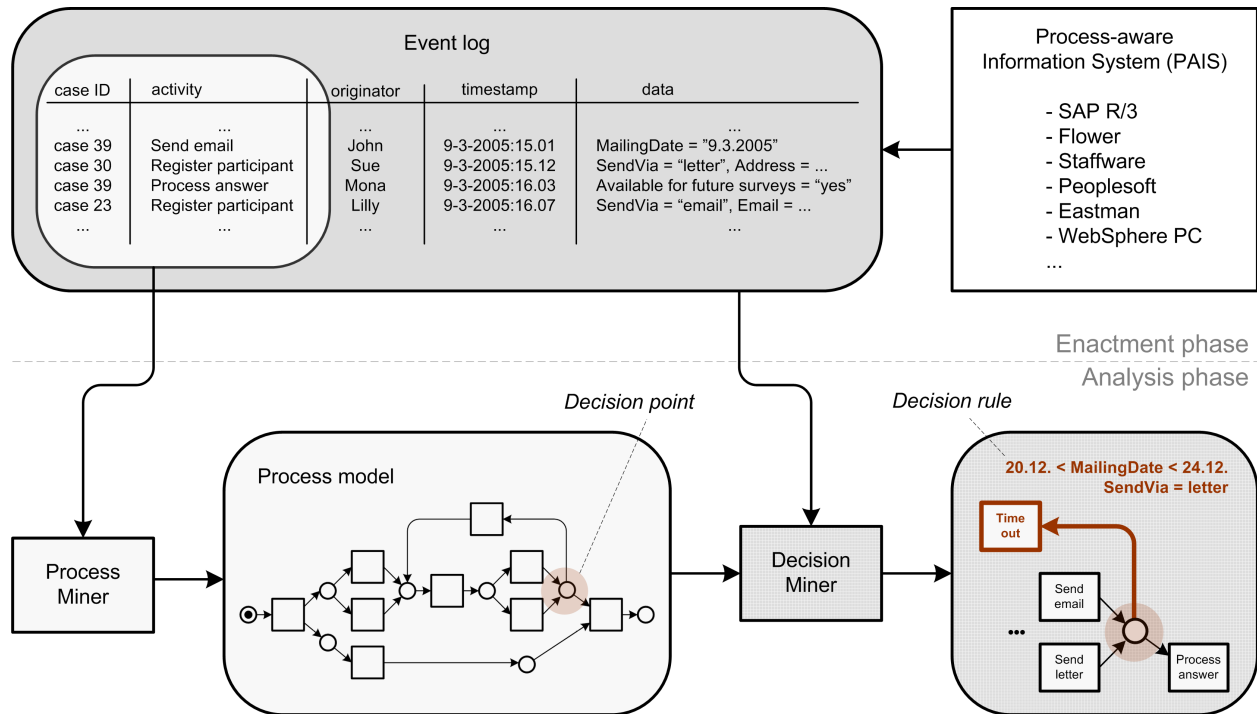 Event log
case ID activity originator timestamp data
... ... ... ... ...
case 39 Send email John 9-3-2005:15.01 MailingDate = ”9.3.2005”
case 30 Register participant Sue 9-3-2005:15.12 SendVia = “letter”, Address = ...
case 39 Process answer Mona 9-3-2005:16.03 Available for future surveys = “yes”
case 23 Register participant Lilly 9-3-2005:16.07 SendVia = “email”, Email = ...
... ... ... ... ...
Process-aware
Information System (PAIS)
- SAP R/3
- Flower
- Staffware
- Peoplesoft
- Eastman
- WebSphere PC
...
Enactment phase
Analysis phase
Process
Miner
Process model
Decision point
Decision
Miner
Decision rule
20.12. < MailingDate < 24.12.
SendVia = letter
Time
out
Send
email
...
Send
letter
Process
answer